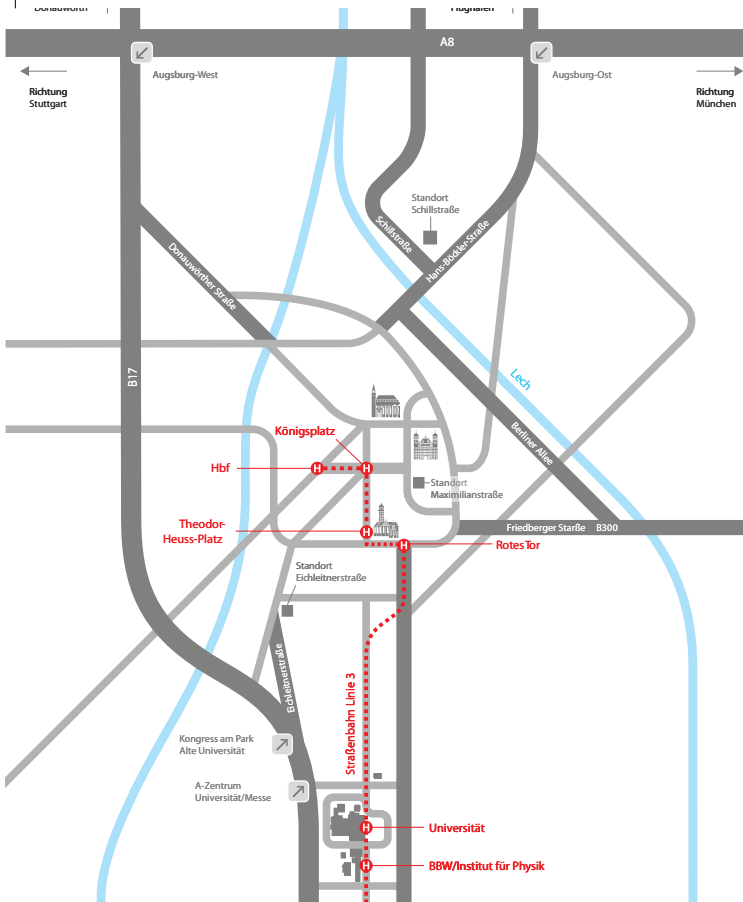 Donauwörth
Flughafen
A8
Augsburg-West
Augsburg-Ost
Richtung
Stuttgart
Richtung
München
Standort
Schillstraße
Schillstraße
Hans-Böckler-Straße
Donauwörther Straße
B17
Lech
Königsplatz
Berliner Allee
Hbf
H
H
Standort
Maximilianstraße
Theodor-
Heuss-Platz
H
Friedberger Starße B300
H
Rotes Tor
Standort
Eichleitnerstraße
Eichleitnerstraße
Straßenbahn Linie 3
Kongress am Park
Alte Universität
A-Zentrum
Universität/Messe
H
Universität
H
BBW/Institut für Physik